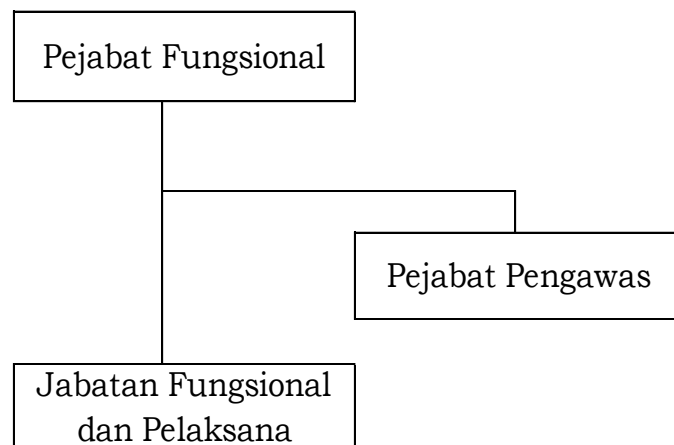 Pejabat Fungsional
Pejabat Pengawas
Jabatan Fungsional
dan Pelaksana